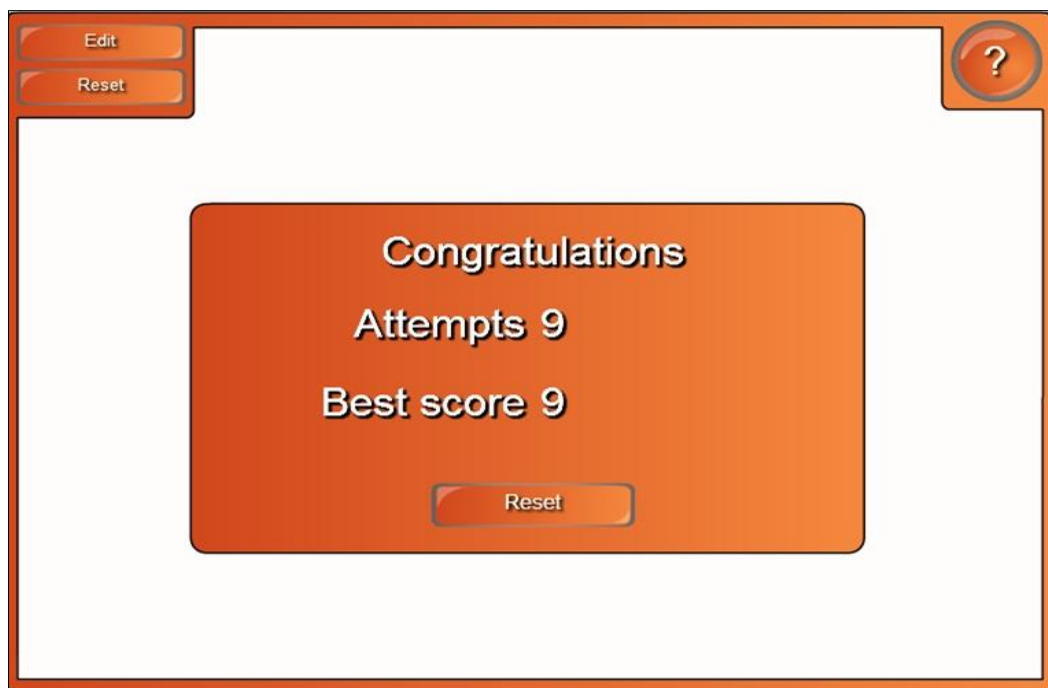 Edit
Reset
?
Congratulations
Attempts 9
Best score 9
Reset